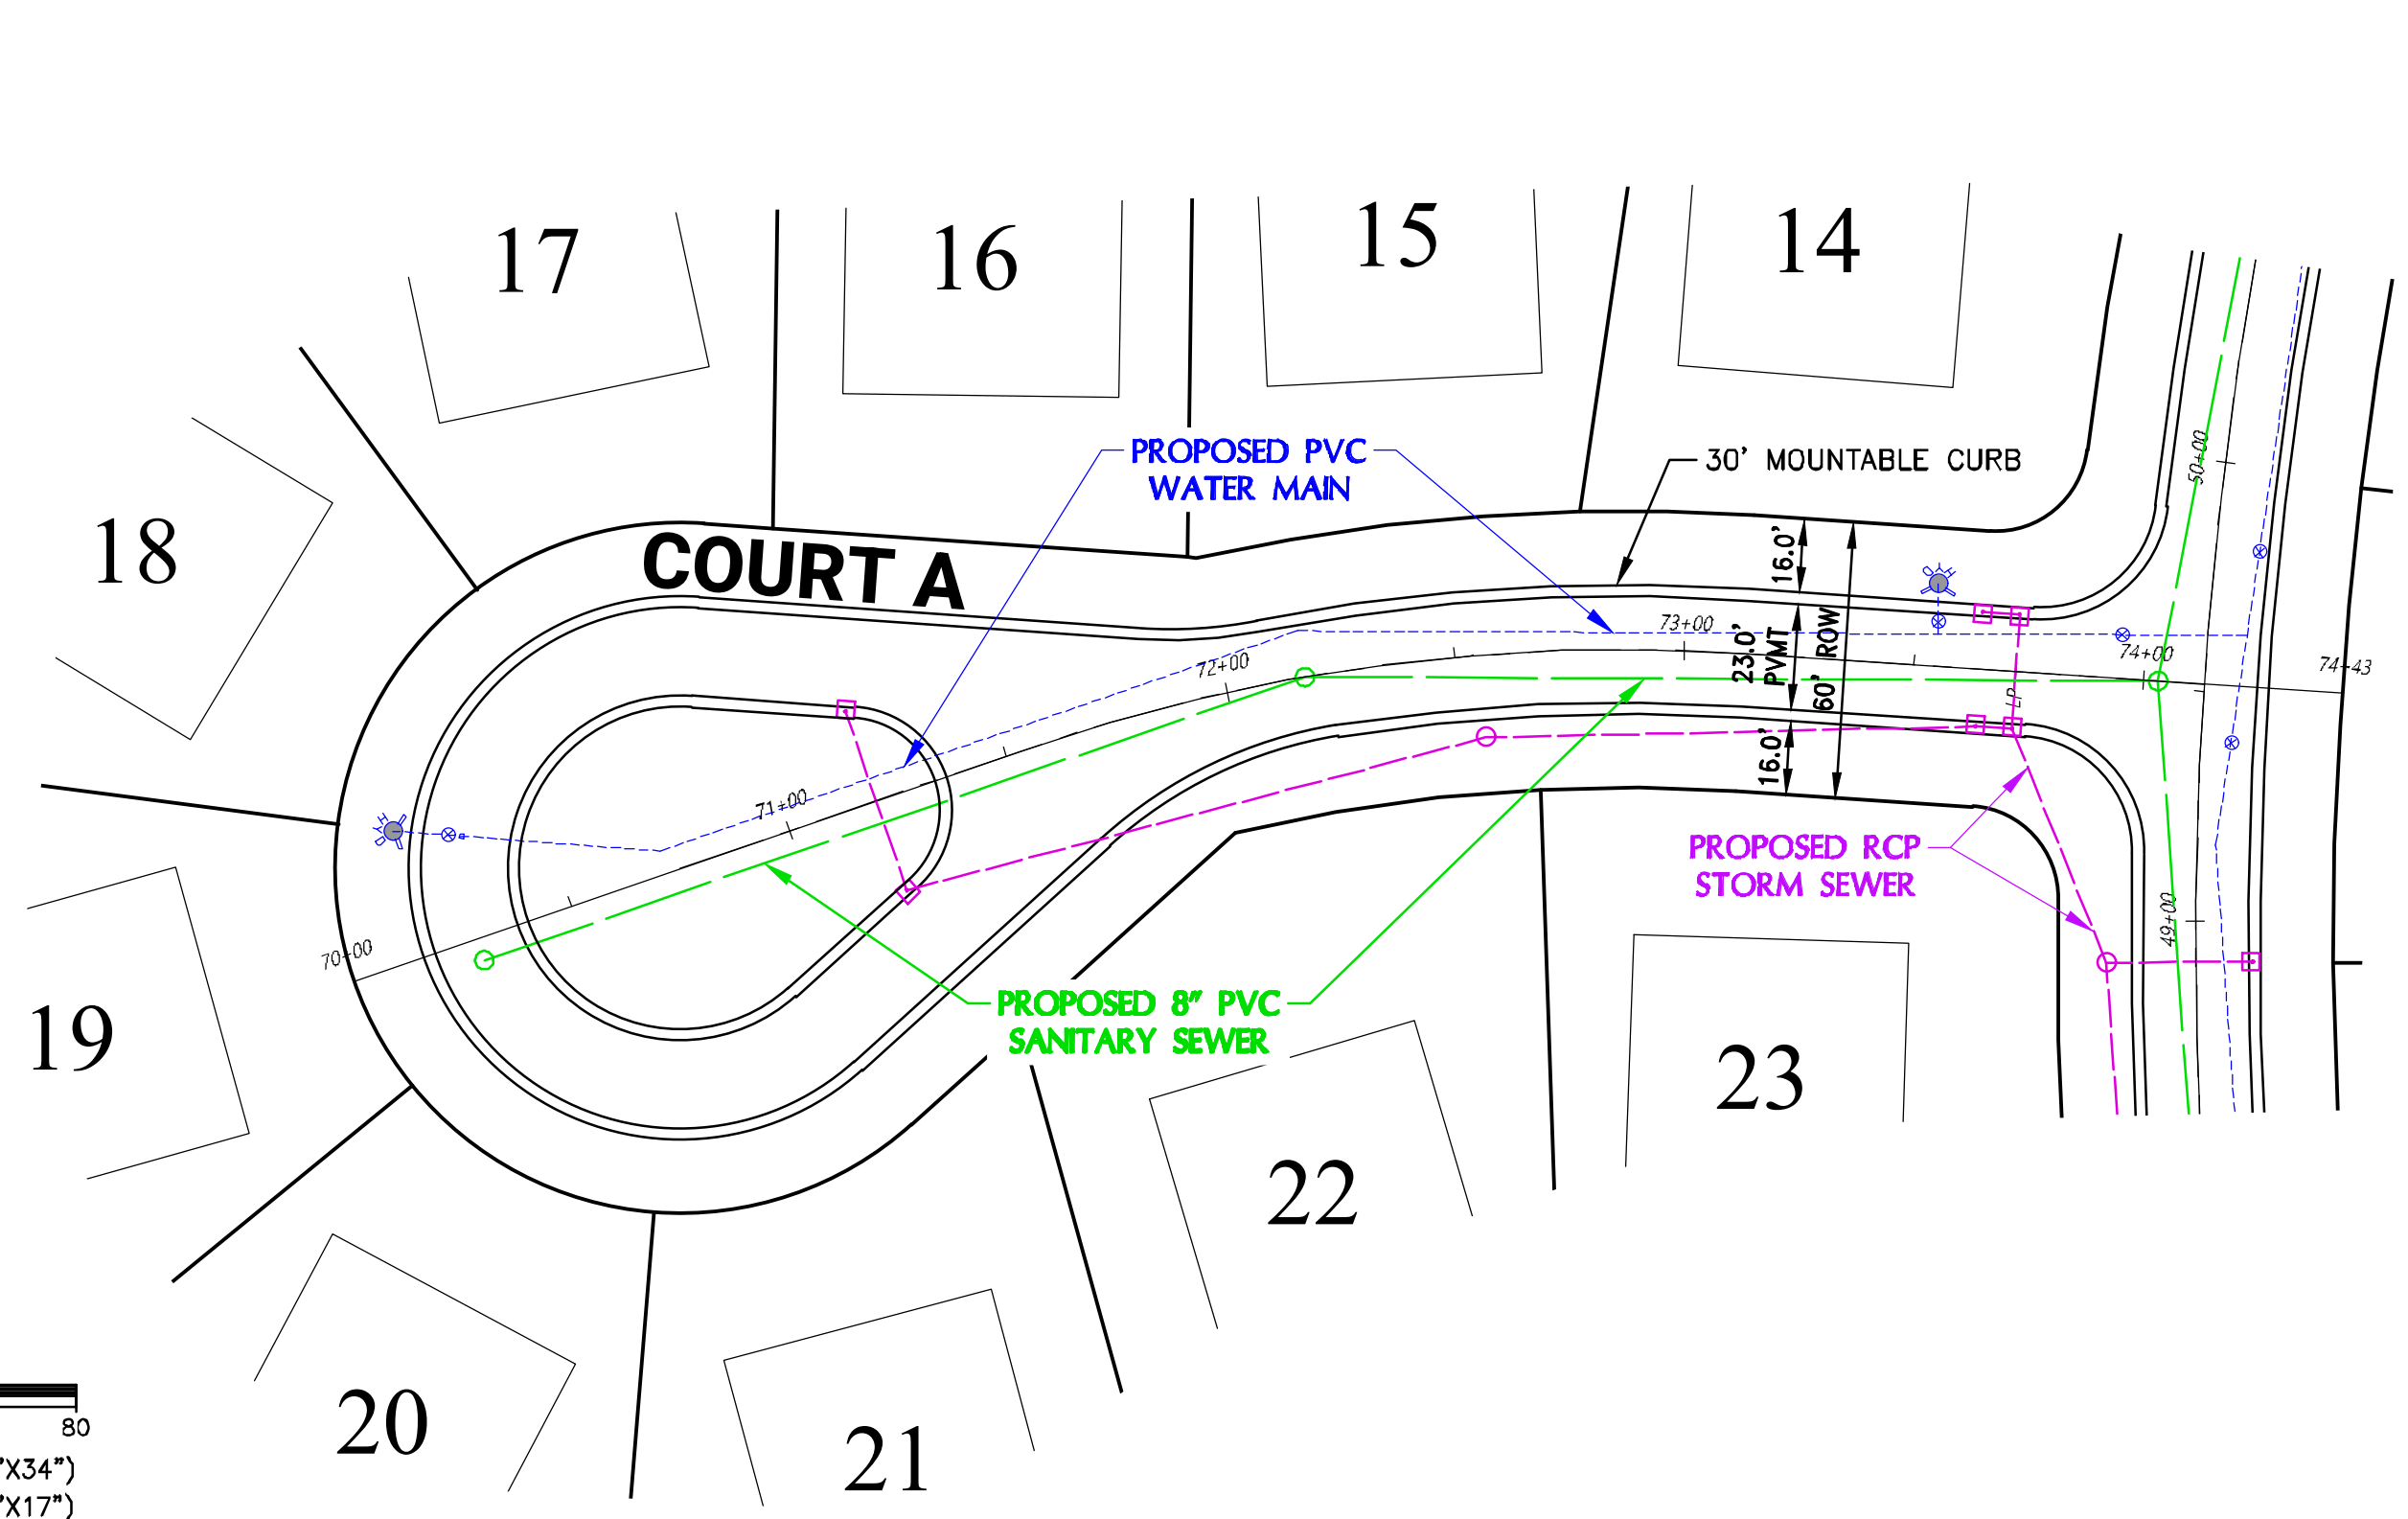 17
16
15
14
PROPOSED PVC
WATER MAIN
30' MOUNTABLE CURB
50+00
18
COURT A
16.0'
HYD
73+00
23.0'
PVMT
60' ROW
72+00
74+00
74+43
LP
16.0'
71+00
HYD
PROPOSED RCP
STORM SEWER
49+00
70+00
19
PROPOSED 8" PVC
SANITARY SEWER
23
22
20
21
80
"X34")
"X17")